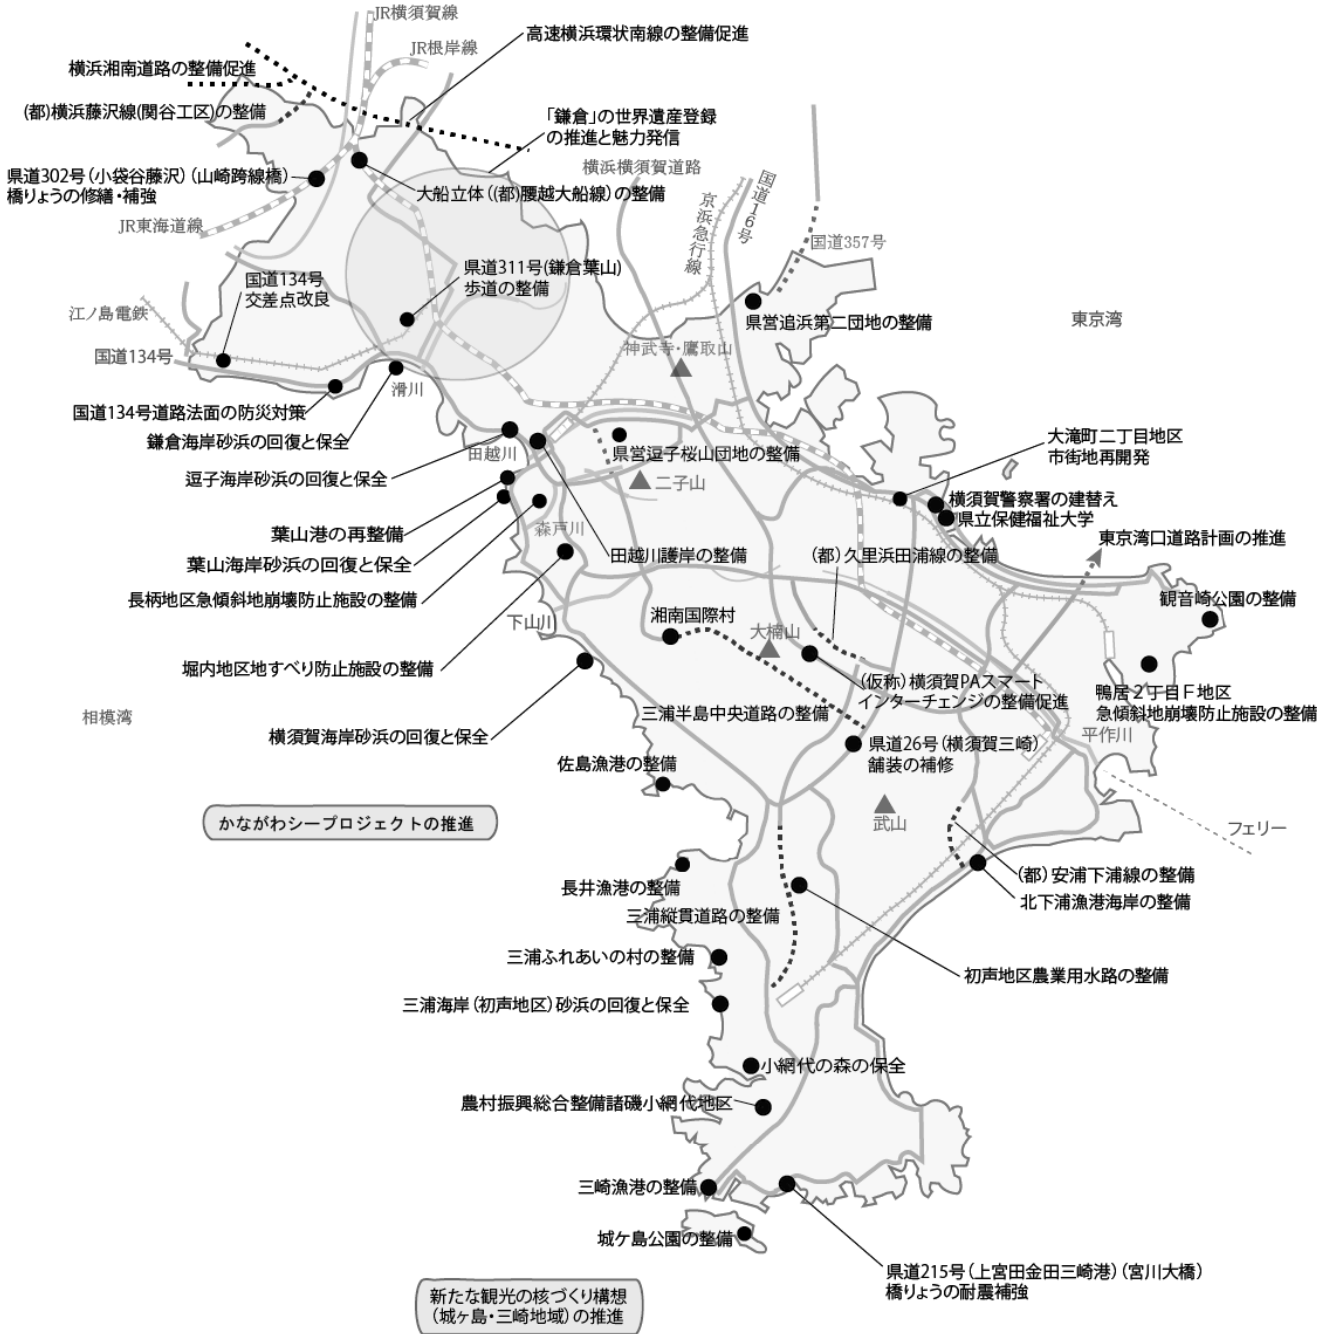 JR横須賀線
高速横浜環状南線の整備促進
JR根岸線
横浜湘南道路の整備促進
(都)横浜藤沢線(関谷工区)の整備
「鎌倉」の世界遺産登録
の推進と魅力発信
横浜横須賀道路
県道302号(小袋谷藤沢)(山崎跨線橋)
橋りょうの修繕・補強
大船立体((都)腰越大船線)の整備
国道16号
京浜急行線
JR東海道線
国道357号
県道311号(鎌倉葉山)
歩道の整備
国道134号
交差点改良
江ノ島電鉄
県営追浜第二団地の整備
東京湾
国道134号
神武寺・鷹取山
滑川
国道134号道路法面の防災対策
鎌倉海岸砂浜の回復と保全
大滝町二丁目地区
市街地再開発
田越川
県営逗子桜山団地の整備
逗子海岸砂浜の回復と保全
二子山
横須賀警察署の建替え
県立保健福祉大学
葉山港の再整備
森戸川
東京湾口道路計画の推進
葉山海岸砂浜の回復と保全
田越川護岸の整備
(都)久里浜田浦線の整備
長柄地区急傾斜地崩壊防止施設の整備
観音崎公園の整備
下山川
湘南国際村
大楠山
堀内地区地すべり防止施設の整備
(仮称)横須賀PAスマート
インターチェンジの整備促進
鴨居2丁目F地区
急傾斜地崩壊防止施設の整備
相模湾
三浦半島中央道路の整備
平作川
横須賀海岸砂浜の回復と保全
県道26号(横須賀三崎)
舗装の補修
佐島漁港の整備
かながわシープロジェクトの推進
武山
フェリー
(都)安浦下浦線の整備
長井漁港の整備
北下浦漁港海岸の整備
三浦縦貫道路の整備
三浦ふれあいの村の整備
初声地区農業用水路の整備
三浦海岸(初声地区)砂浜の回復と保全
小網代の森の保全
農村振興総合整備諸磯小網代地区
三崎漁港の整備
城ケ島公園の整備
県道215号(上宮田金田三崎港)(宮川大橋)
橋りょうの耐震補強
新たな観光の核づくり構想
(城ヶ島・三崎地域)の推進